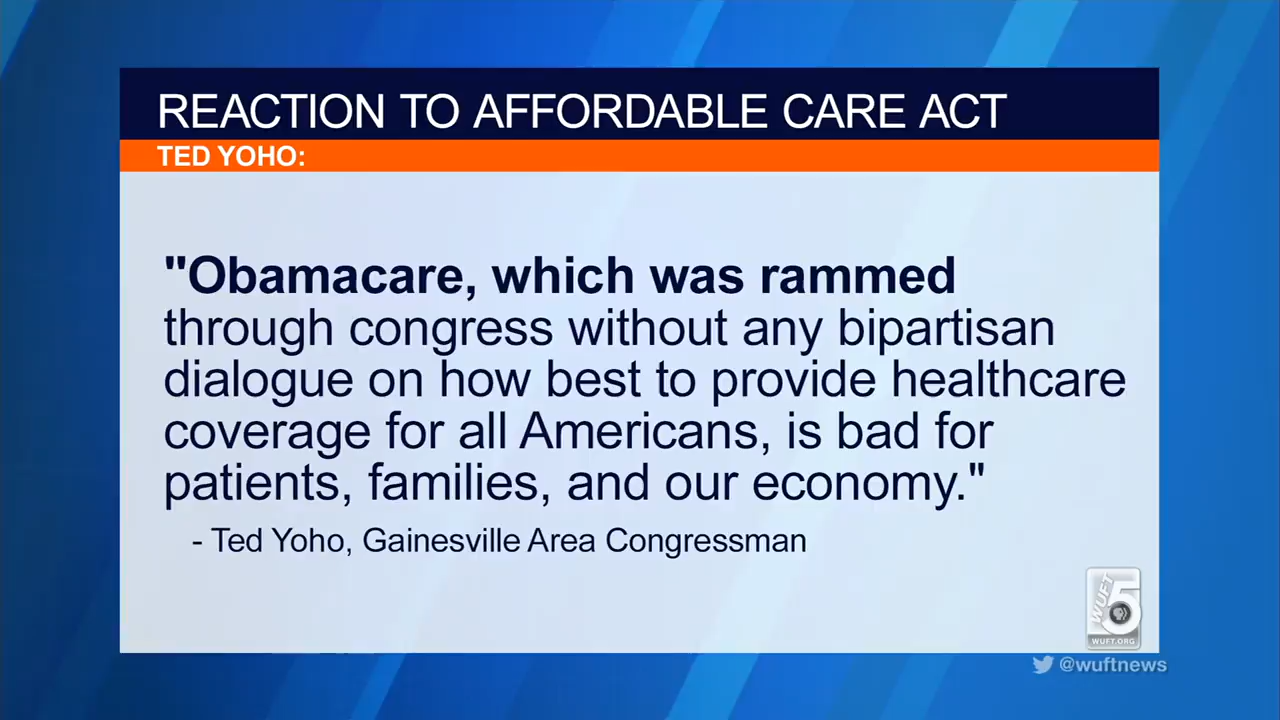 REACTION TO AFFORDABLE CARE ACT
TED YOHO:
"Obamacare, which was rammed
through congress without any bipartisan
dialogue on how best to provide healthcare
coverage for all Americans, is bad for
patients, families, and our economy."
- Ted Yoho, Gainesville Area Congressman
WUFT 5
WUFT.ORG
@wuftnews